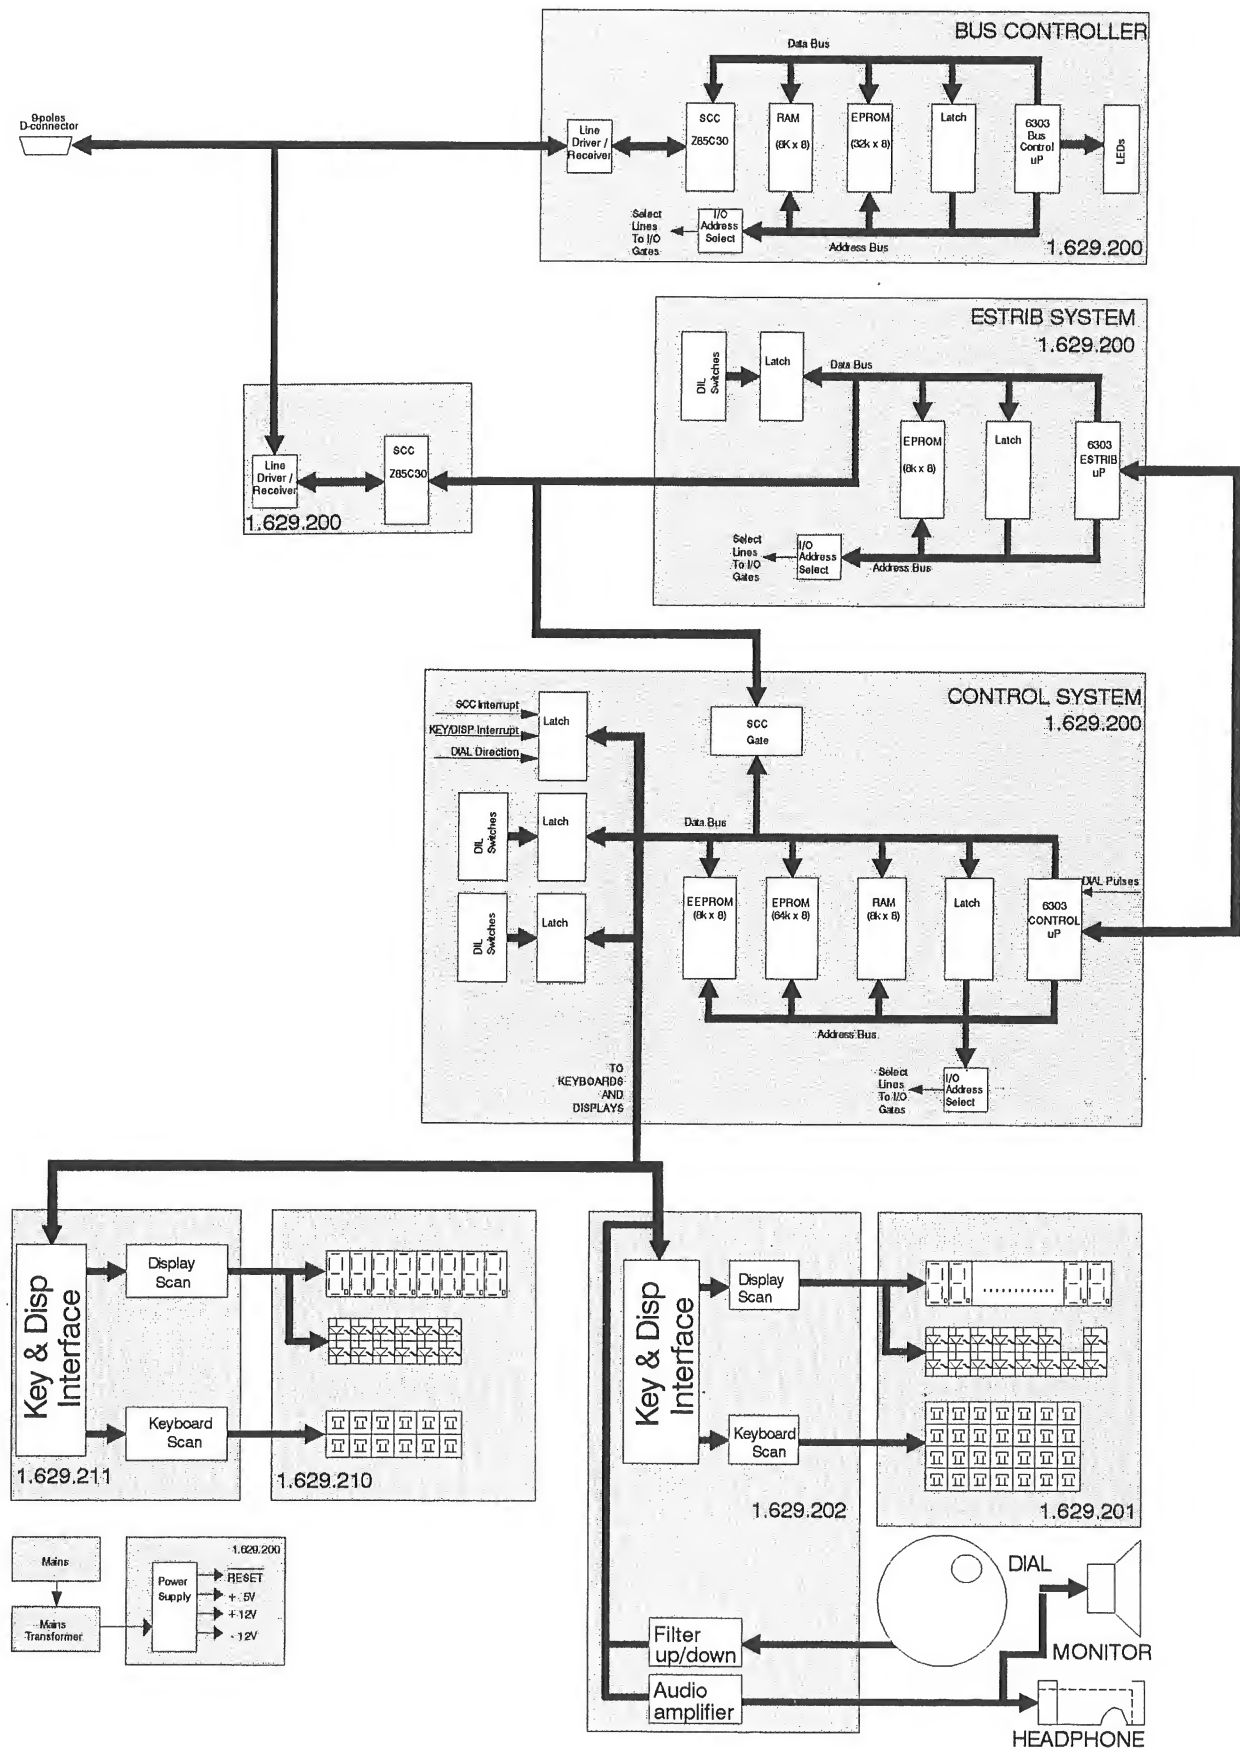 BUS CONTROLLER
Data Bus
9-poles
D-connector
Line
Driver /
Receiver
SCC
Z85C30
RAM
(8K x 8)
EPROM
(32k x 8)
Latch
6303
Bus
Control
uP
LEDs
Select
Lines
To I/O
Gates
I/O
Address
Select
Address Bus
1.629.200
ESTRIB SYSTEM
1.629.200
DIL
Switches
Latch
Data Bus
EPROM
(8k x 8)
Latch
6303
ESTRIB
uP
Line
Driver /
Receiver
SCC
Z85C30
1.629.200
Select
Lines
To I/O
Gates
I/O
Address
Select
Address Bus
CONTROL SYSTEM
1.629.200
SCC Interrupt
KEY/DISP Interrupt
DIAL Direction
Latch
SCC
Gate
DIL
Switches
Latch
Data Bus
DIL
Switches
Latch
EEPROM
(8k x 8)
EPROM
(64k x 8)
RAM
(8k x 8)
Latch
6303
CONTROL
uP
DIAL Pulses
Address Bus
TO
KEYBOARDS
AND
DISPLAYS
Select
Lines
To I/O
Gates
I/O
Address
Select
Key & Disp
Interface
Display
Scan
Keyboard
Scan
1.629.211
1.629.210
Key & Disp
Interface
Display
Scan
Keyboard
Scan
1.629.202
1.629.201
Mains
Mains
Transformer
1.629.200
Power
Supply
RESET
+ 5V
+ 12V
- 12V
DIAL
MONITOR
Filter
up/down
Audio
amplifier
HEADPHONE